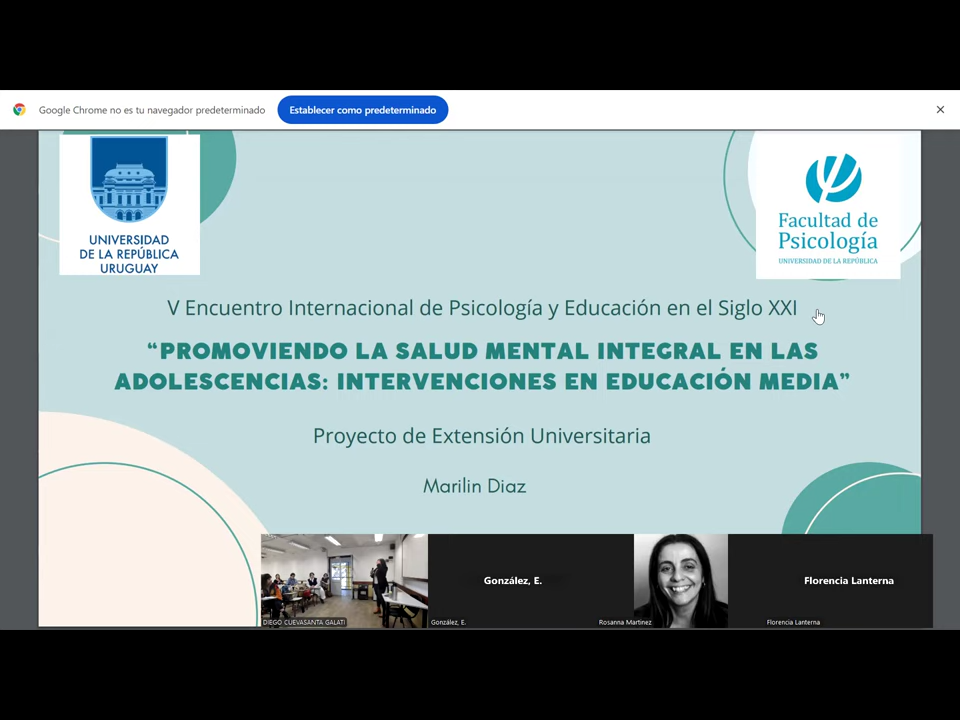 Google Chrome no es tu navegador predeterminado
Establecer como predeterminado
UNIVERSIDAD
DE LA REPÚBLICA
URUGUAY
Facultad de
Psicología
UNIVERSIDAD DE LA REPÚBLICA
V Encuentro Internacional de Psicología y Educación en el Siglo XXI
“PROMOVIENDO LA SALUD MENTAL INTEGRAL EN LAS
ADOLESCENCIAS: INTERVENCIONES EN EDUCACIÓN MEDIA”
Proyecto de Extensión Universitaria
Marilin Diaz
González, E.
Florencia Lanterna
DIEGO CUEVASANTA GALATI
González, E.
Rosanna Martinez
Florencia Lanterna